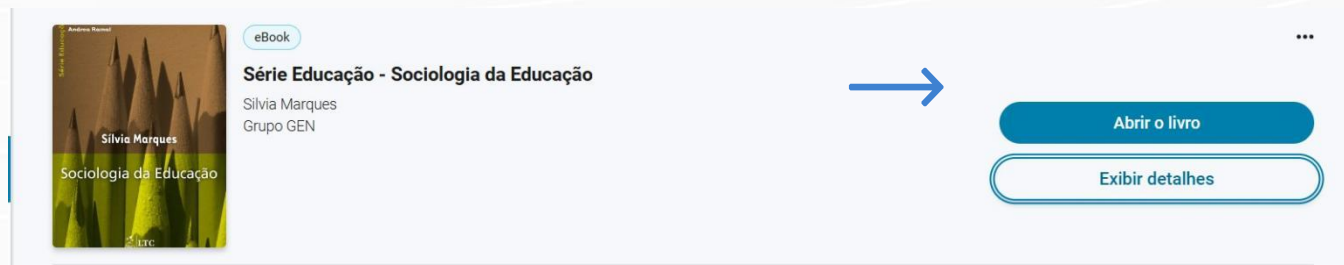 Andrea Ramal
Série Educação
Sílvia Marques
Sociologia da Educação
LTC
eBook
Série Educação - Sociologia da Educação
Silvia Marques
Grupo GEN
Abrir o livro
Exibir detalhes